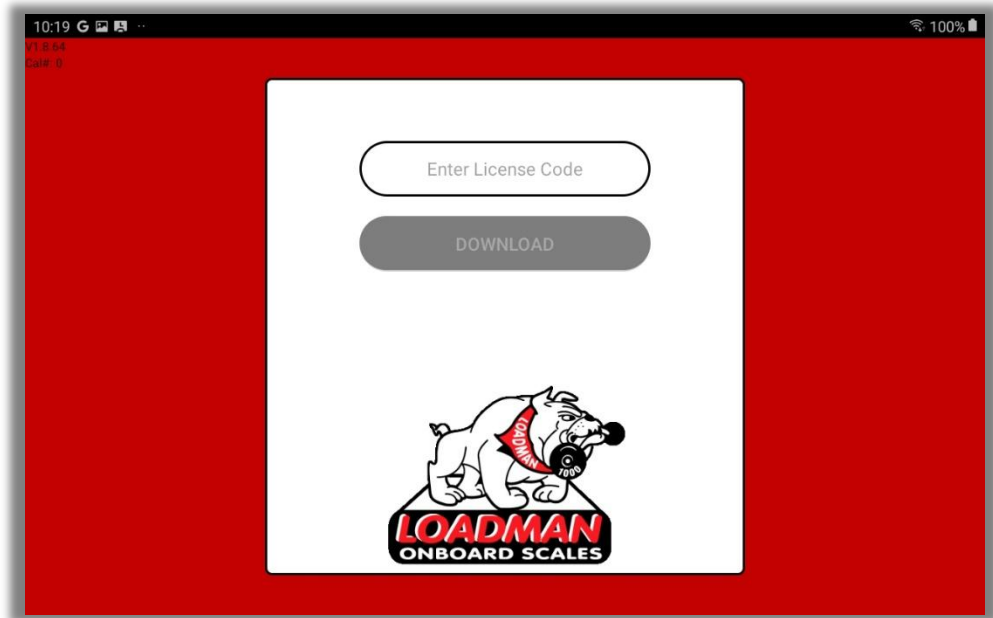 10:19 G ··
100%
V1.8.64
Cal#: 0
Enter License Code
DOWNLOAD
LOADMAN
1000
LOADMAN
ONBOARD SCALES